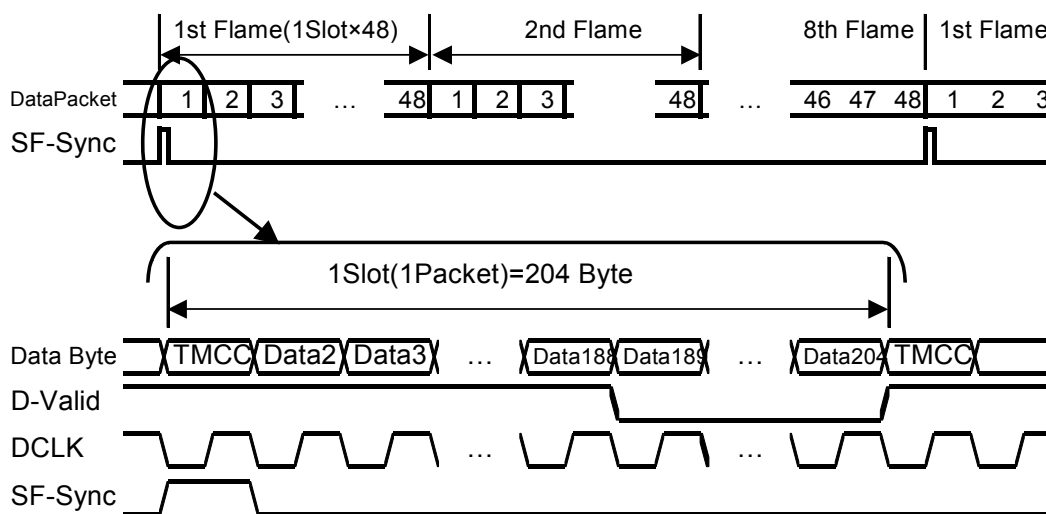 1st Flame(1Slot×48) 2nd Flame 8th Flame 1st Flame
DataPacket 1 2 3 … 48 1 2 3 48 … 46 47 48 1 2 3
SF-Sync
1Slot(1Packet)=204 Byte
Data Byte TMCC Data2 Data3 … Data188 Data189 … Data204 TMCC
D-Valid
DCLK … …
SF-Sync